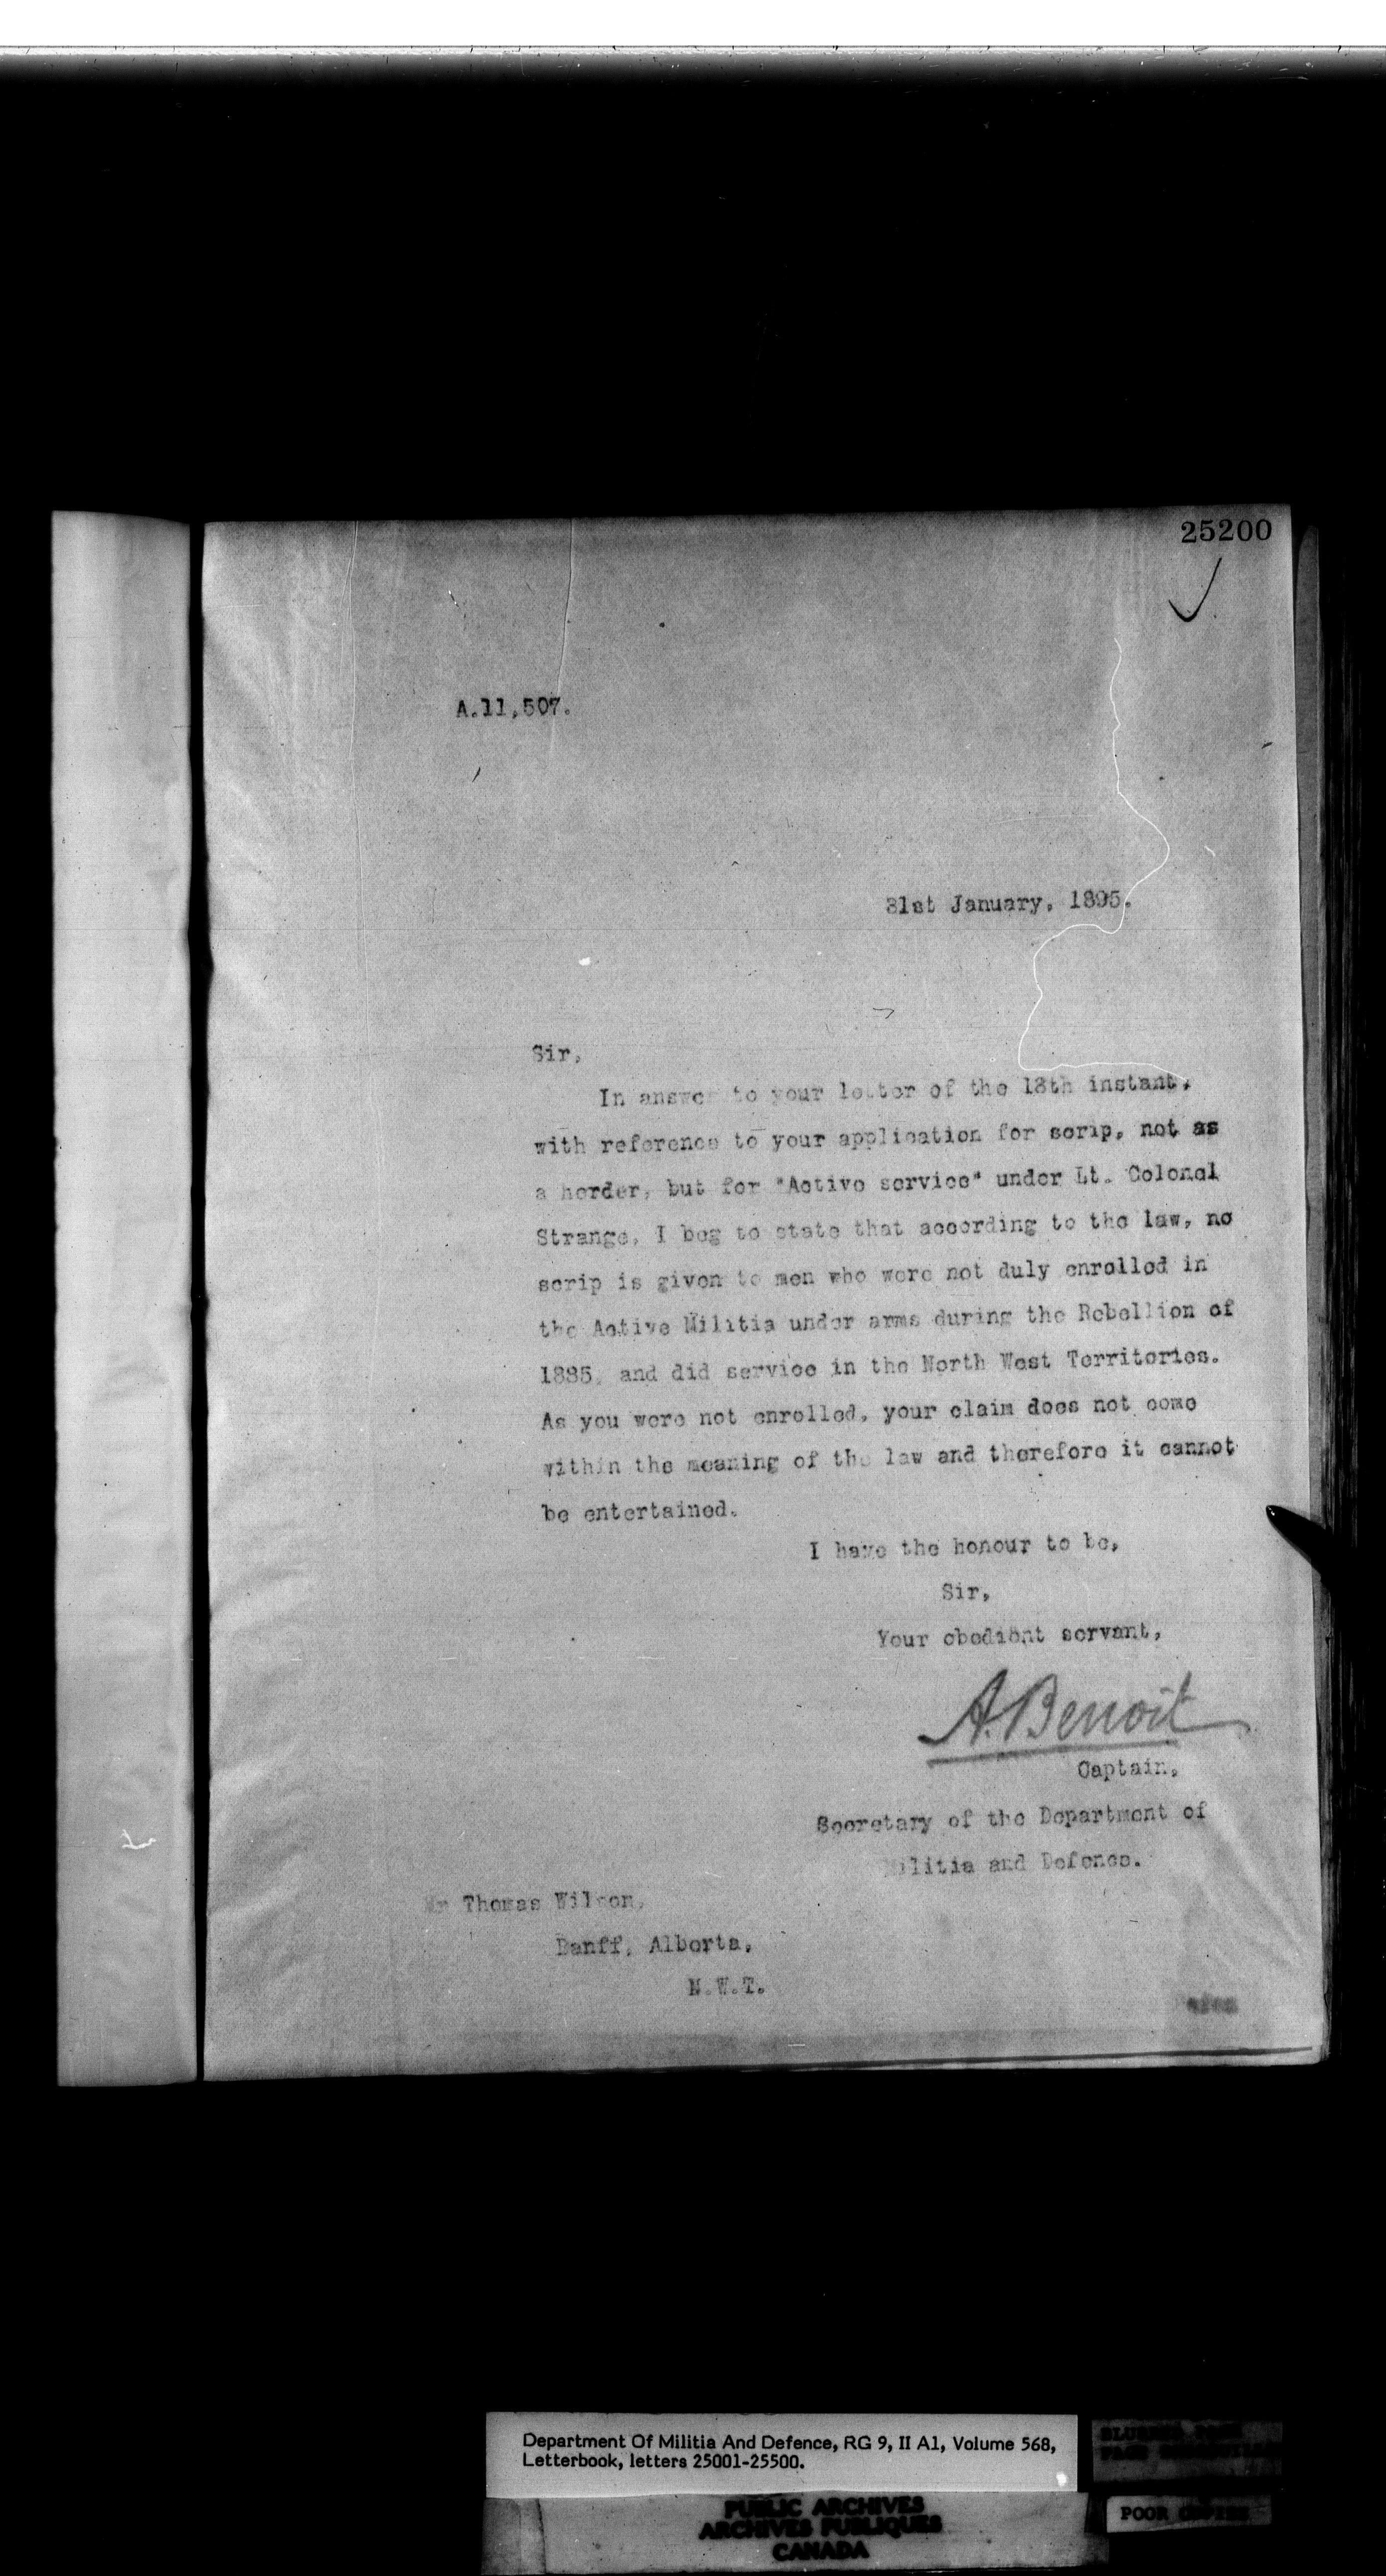 25200
A.11,507.
31st January, 1895.
Sir,
In answer to your letter of the 18th instant,
with reference to your application for scrip, not as
a herder, but for "Active service" under Lt. Colonel
Strange, I beg to state that according to the law, no
scrip is given to men who were not duly enrolled in
the Active Militia under arms during the Rebellion of
1885, and did service in the North West Territories.
As you were not enrolled, your claim does not come
within the meaning of the law and therefore it cannot
be entertained.
I have the honour to be,
Sir,
Your obedient servant,
A. Benoit
Captain,
Secretary of the Department of
Militia and Defence.
Mr Thomas Wilson,
Banff, Alberta,
N.W.T.
Department Of Militia And Defence, RG 9, II A1, Volume 568,
Letterbook, letters 25001-25500.
PUBLIC ARCHIVES
ARCHIVES PUBLIQUES
CANADA
POOR